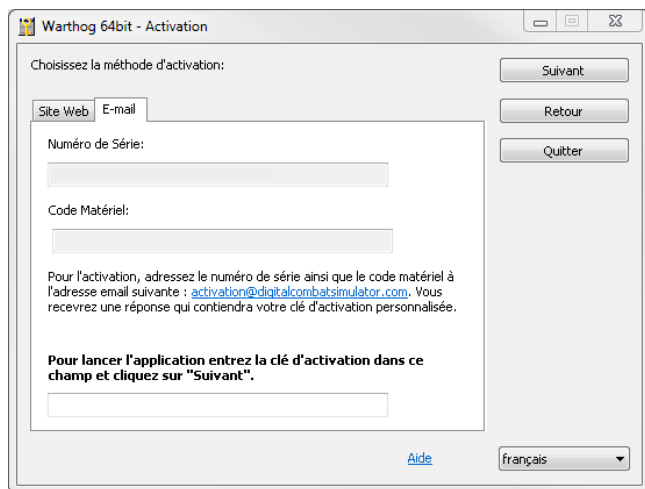 Warthog 64bit - Activation
Choisissez la méthode d'activation:
Suivant
Site Web
E-mail
Retour
Numéro de Série:
Quitter
Code Matériel:
Pour l'activation, adressez le numéro de série ainsi que le code matériel à
l'adresse email suivante : activation@digitalcombatsimulator.com. Vous
recevrez une réponse qui contiendra votre clé d'activation personnalisée.
Pour lancer l'application entrez la clé d'activation dans ce
champ et cliquez sur "Suivant".
Aide
français